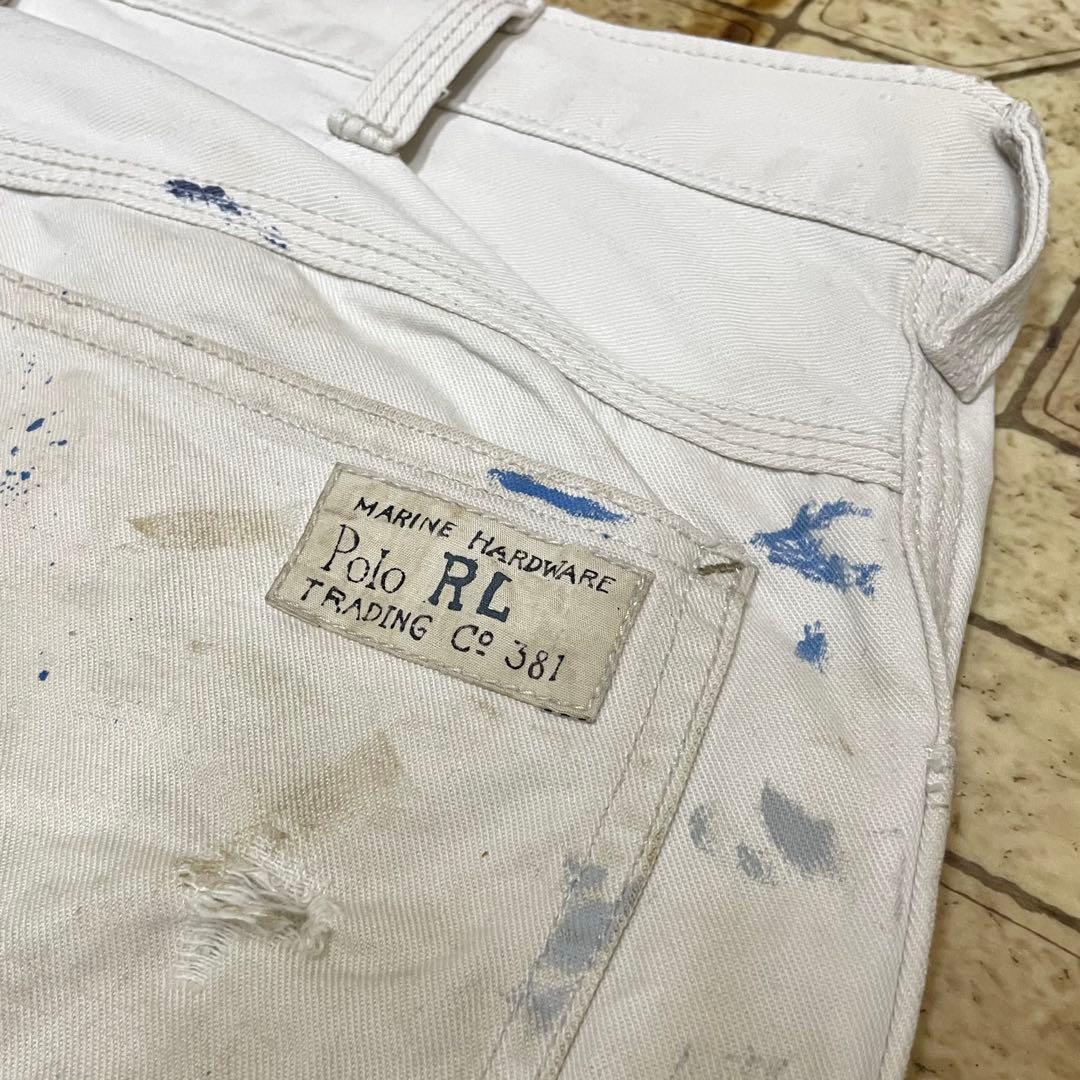 MARINE HARDWARE
Polo RL
TRADING Cº 381